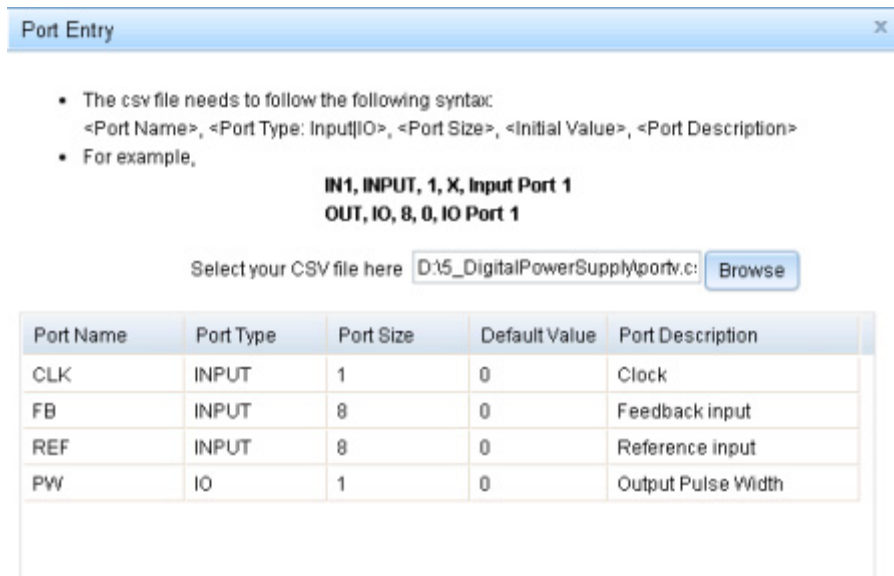 Port Entry x
• The csv file needs to follow the following syntax:
<Port Name>, <Port Type: Input|IO>, <Port Size>, <Initial Value>, <Port Description>
• For example,
IN1, INPUT, 1, X, Input Port 1
OUT, IO, 8, 0, IO Port 1
Select your CSV file here D:\5_DigitalPowerSupply\portv.c: Browse
Port Name Port Type Port Size Default Value Port Description
CLK INPUT 1 0 Clock
FB INPUT 8 0 Feedback input
REF INPUT 8 0 Reference input
PW IO 1 0 Output Pulse Width